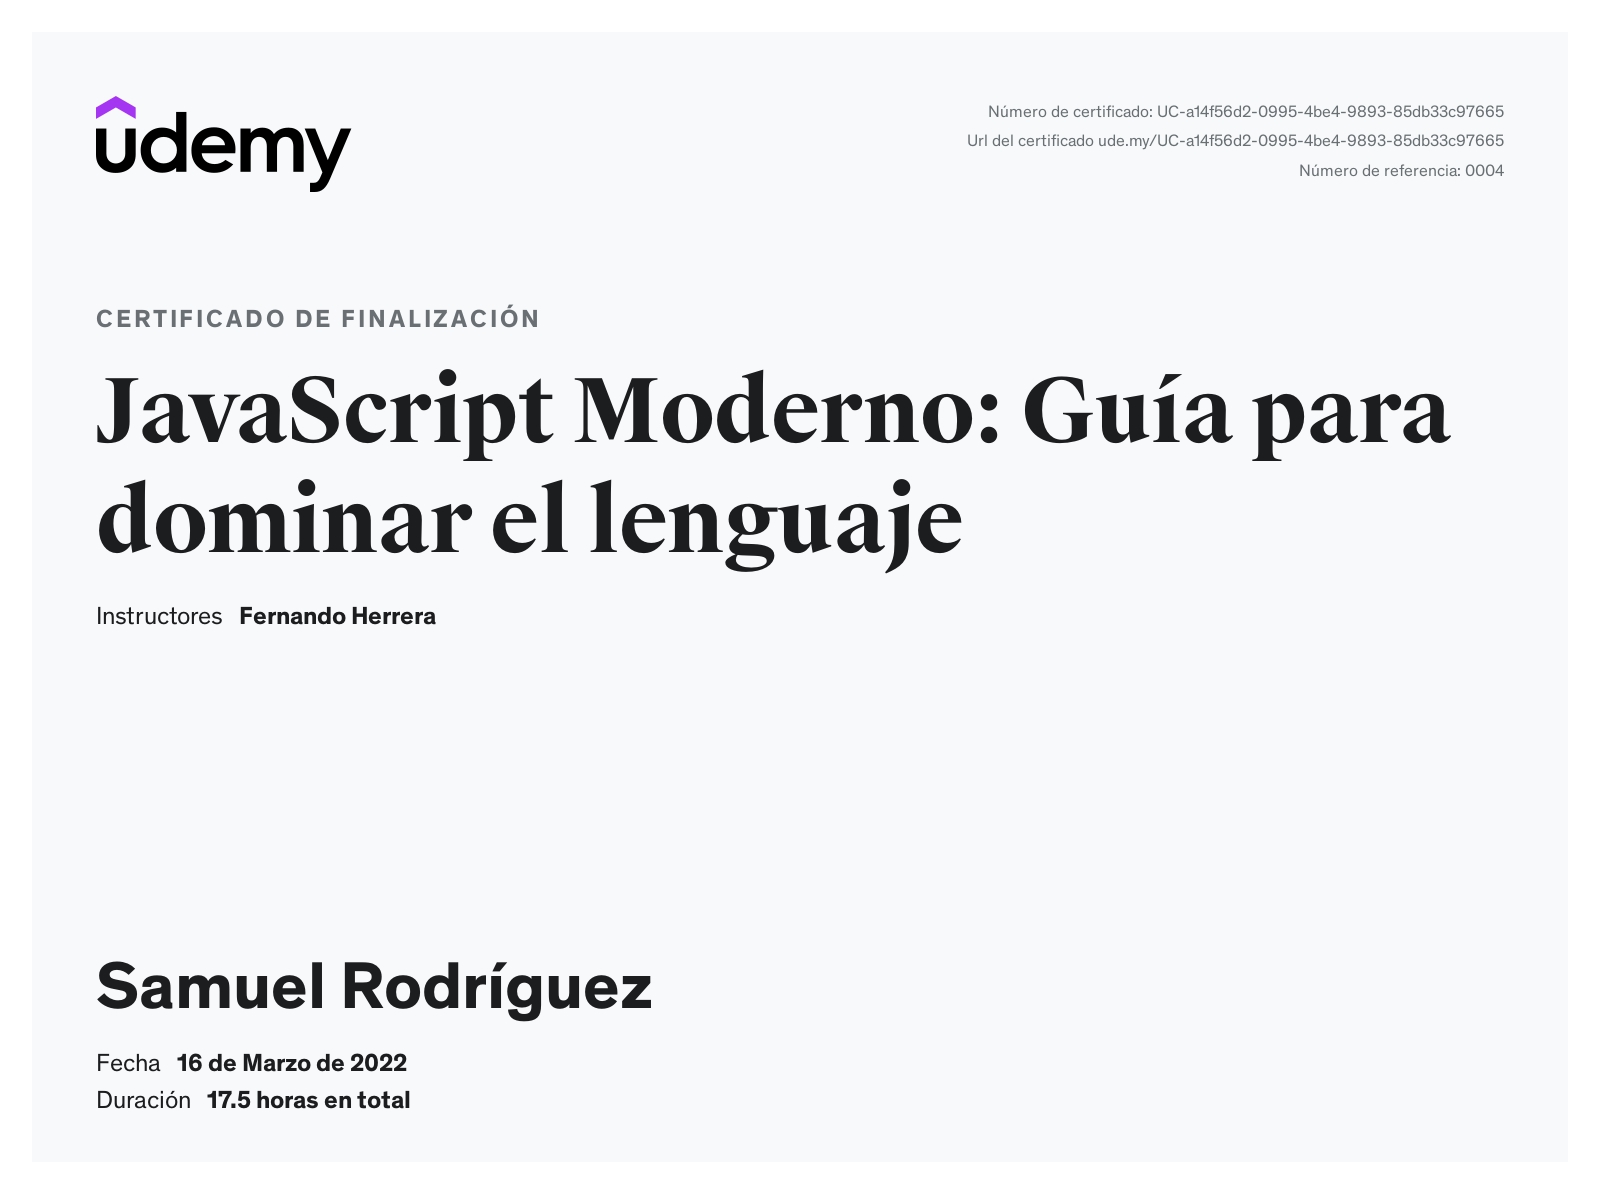 udemy
Número de certificado: UC-a14f56d2-0995-4be4-9893-85db33c97665
Url del certificado ude.my/UC-a14f56d2-0995-4be4-9893-85db33c97665
Número de referencia: 0004
CERTIFICADO DE FINALIZACIÓN
JavaScript Moderno: Guía para
dominar el lenguaje
Instructores Fernando Herrera
Samuel Rodríguez
Fecha 16 de Marzo de 2022
Duración 17.5 horas en total